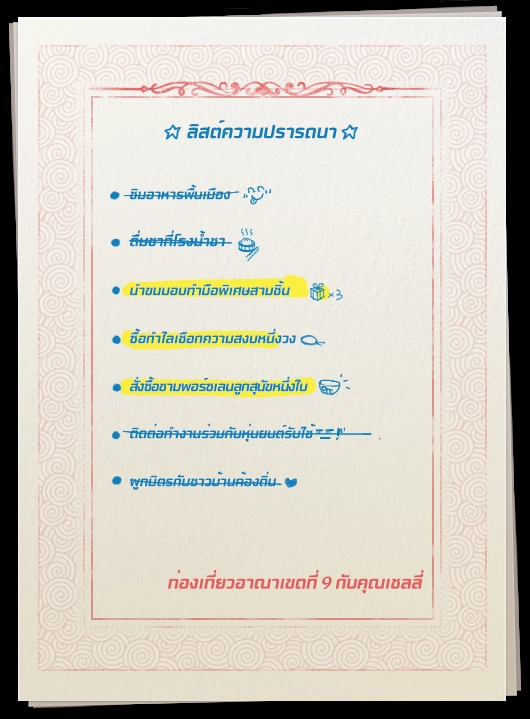 ☆ ลิสต์ความปรารถนา ☆
ชิมอาหารพื้นเมือง
ดื่มชาที่โรงน้ำชา
นำขนมอบทำมือพิเศษสามชิ้น ×3
ซื้อกำไลเชือกความสงบหนึ่งวง
สั่งซื้อชามพอร์ซเลนลูกสุนัขหนึ่งใบ
ติดต่อทำงานร่วมกับหุ่นยนต์รับใช้
ผูกมิตรกับชาวบ้านท้องถิ่น
ท่องเที่ยวอาณาเขตที่ 9 กับคุณเชลลี่